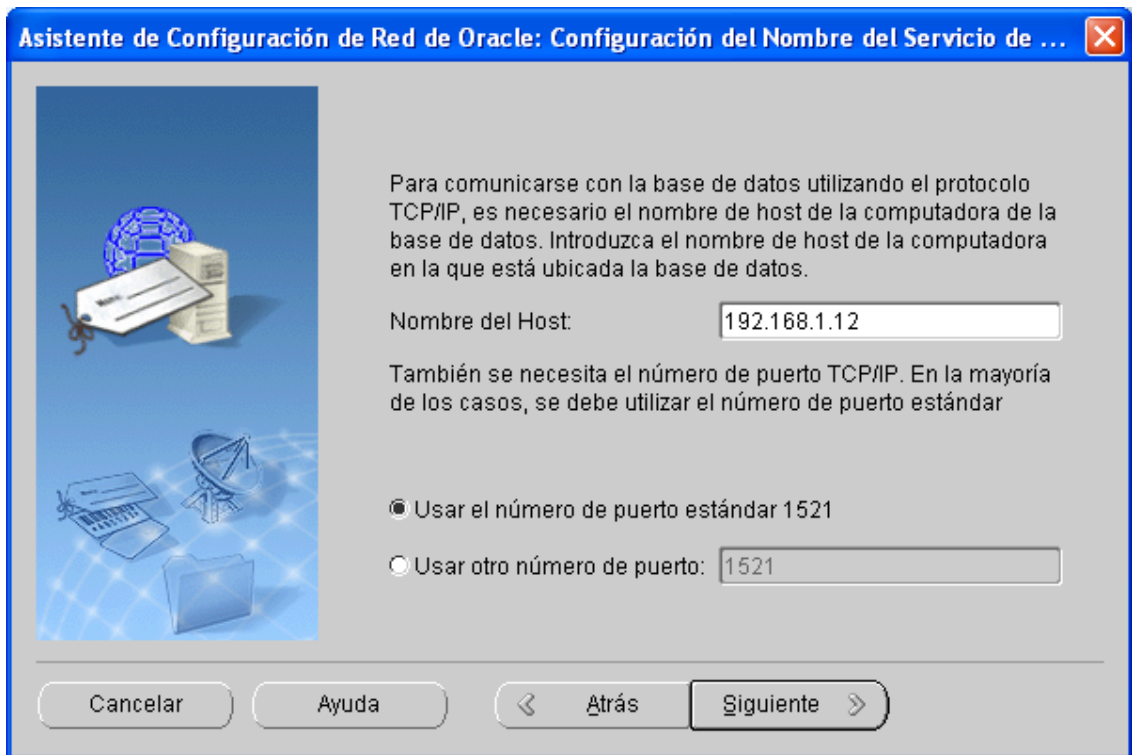 Asistente de Configuración de Red de Oracle: Configuración del Nombre del Servicio de ...
Para comunicarse con la base de datos utilizando el protocolo
TCP/IP, es necesario el nombre de host de la computadora de la
base de datos. Introduzca el nombre de host de la computadora
en la que está ubicada la base de datos.
Nombre del Host: 192.168.1.12
También se necesita el número de puerto TCP/IP. En la mayoría
de los casos, se debe utilizar el número de puerto estándar
Usar el número de puerto estándar 1521
Usar otro número de puerto: 1521
Cancelar Ayuda Atrás Siguiente